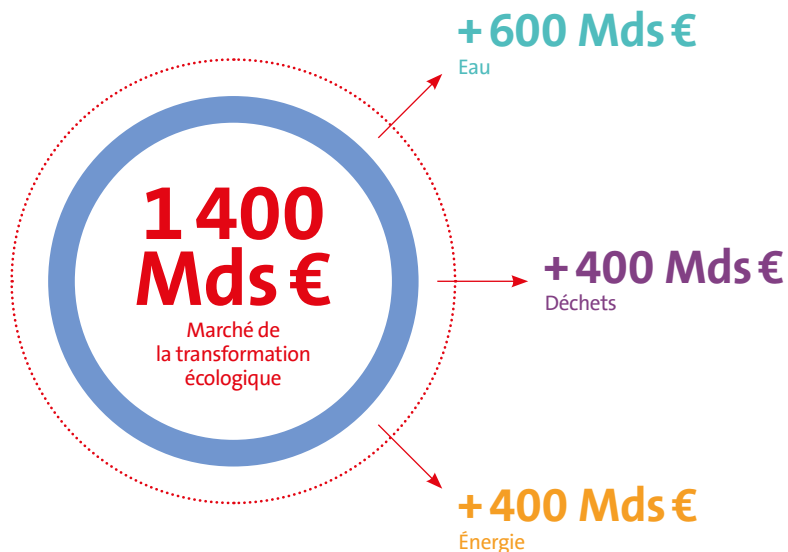 + 600 Mds €
Eau
1 400
Mds €
Marché de
la transformation
écologique
+ 400 Mds €
Déchets
+ 400 Mds €
Énergie